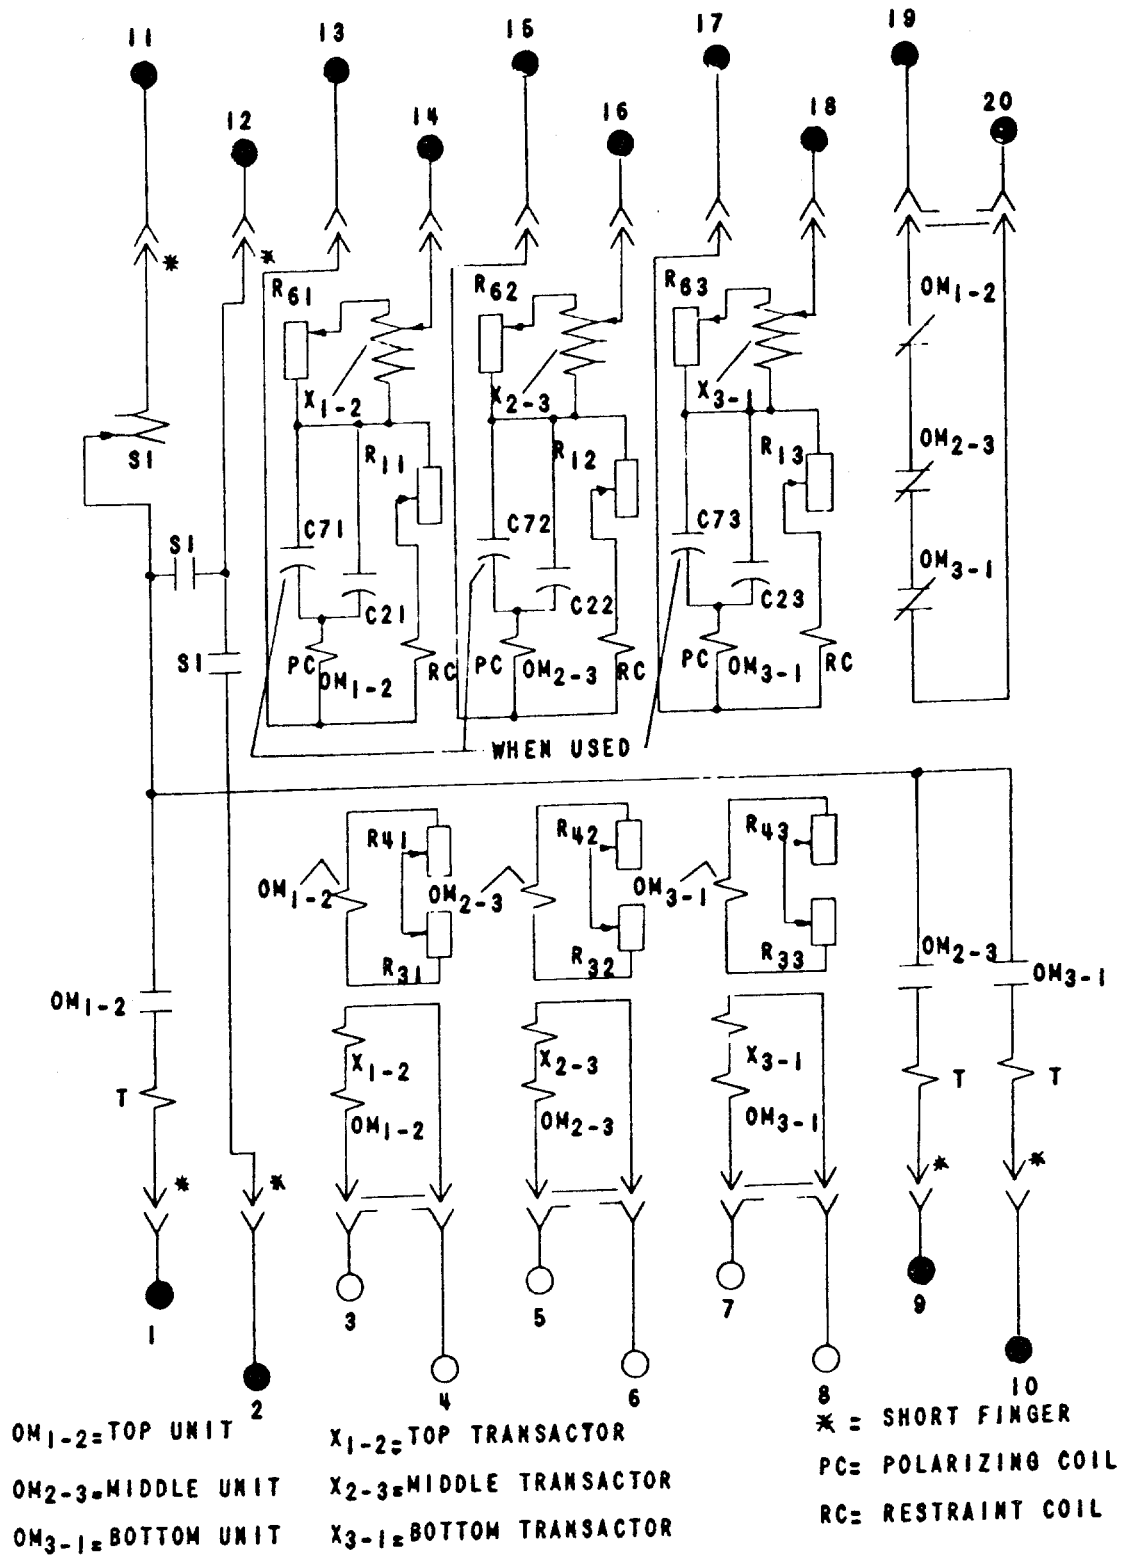 11
13
15
17
19
12
14
16
18
20
*
*
R61
R62
R63
OM1-2
X1-2
X2-3
X3-1
S1
R11
R12
R13
OM2-3
C71
C72
C73
S1
C21
C22
C23
OM3-1
S1
PC
OM1-2
RC
PC
OM2-3
RC
PC
OM3-1
RC
WHEN USED
R41
R42
R43
OM1-2
OM2-3
OM3-1
R31
R32
R33
OM2-3
OM3-1
OM1-2
X1-2
X2-3
X3-1
T
OM1-2
OM2-3
OM3-1
T
T
*
*
*
*
1
3
5
7
9
2
4
6
8
10
OM1-2=TOP UNIT
X1-2=TOP TRANSACTOR
*= SHORT FINGER
OM2-3=MIDDLE UNIT
X2-3=MIDDLE TRANSACTOR
PC= POLARIZING COIL
OM3-1=BOTTOM UNIT
X3-1=BOTTOM TRANSACTOR
RC= RESTRAINT COIL